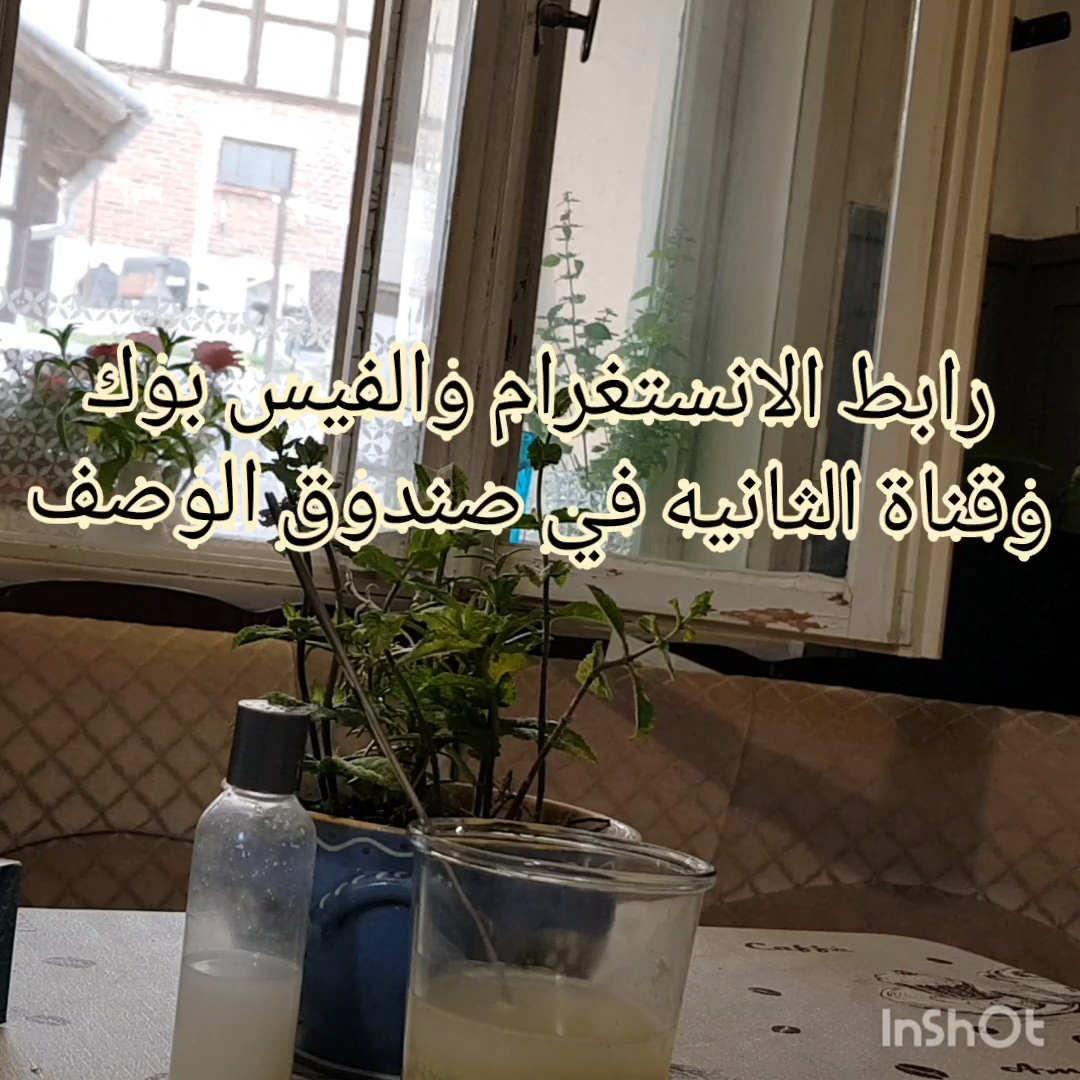 رابط الانستغرام والفيس بوك
وقناة الثانيه في صندوق الوصف
InShOt